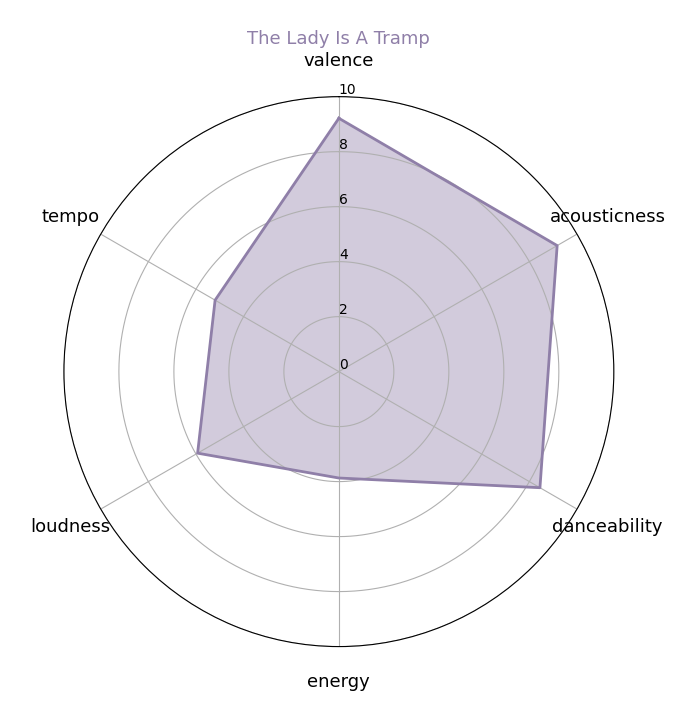 The Lady Is A Tramp
valence
10
8
acousticness
tempo
6
4
2
0
loudness
danceability
energy